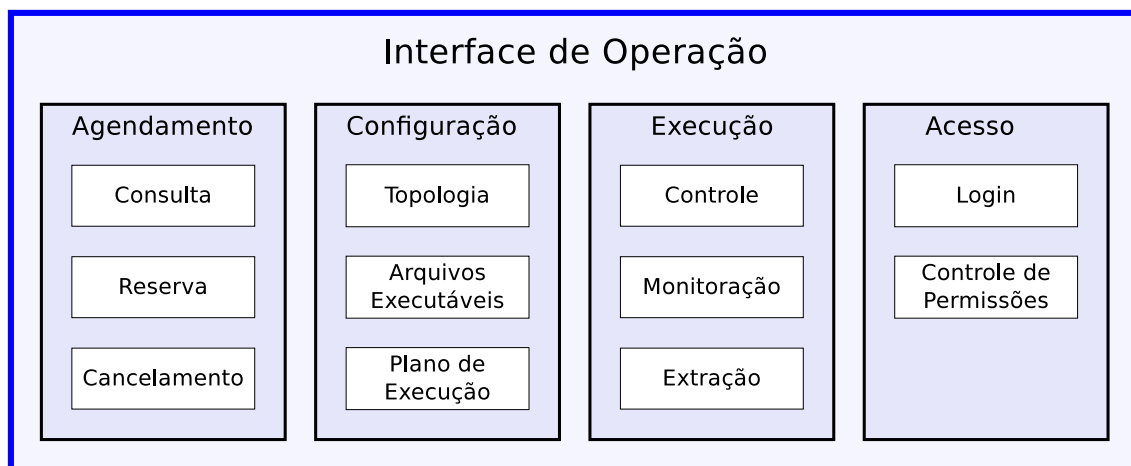 Interface de Operação
Agendamento
Consulta
Reserva
Cancelamento
Configuração
Topologia
Arquivos
Executáveis
Plano de
Execução
Execução
Controle
Monitoração
Extração
Acesso
Login
Controle de
Permissões